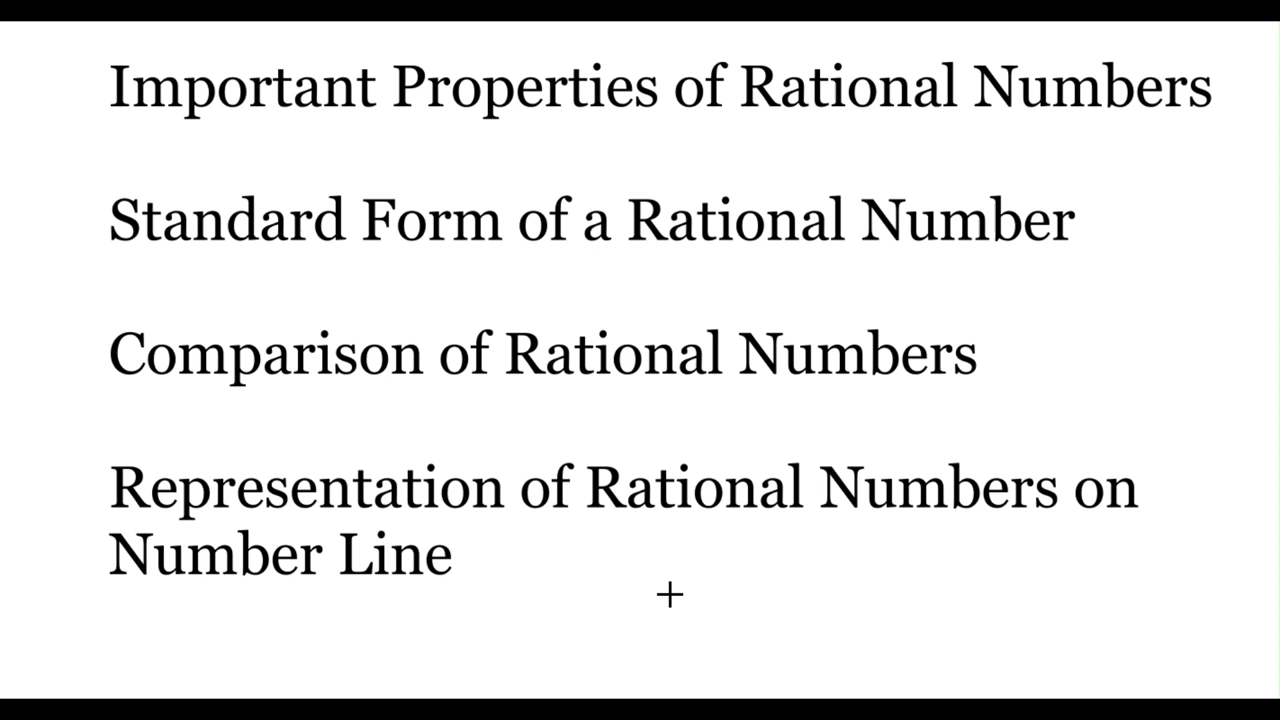 Important Properties of Rational Numbers
Standard Form of a Rational Number
Comparison of Rational Numbers
Representation of Rational Numbers on
Number Line